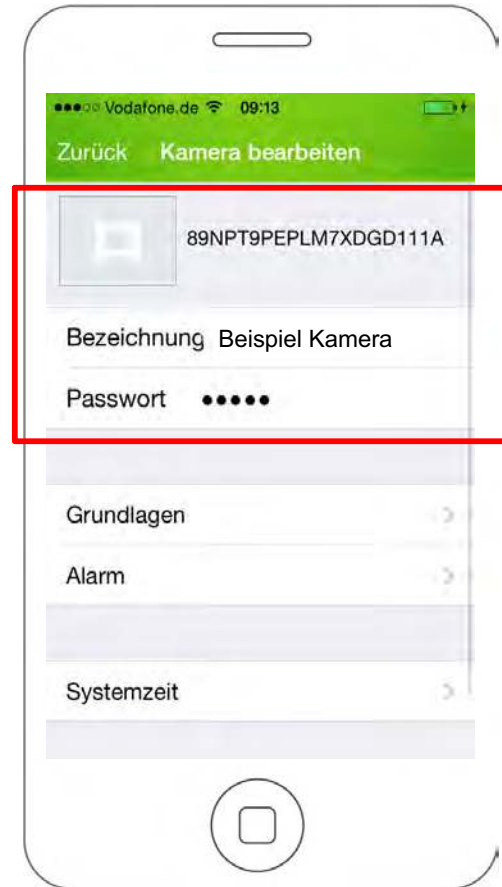 Vodafone.de 09:13
Zurück Kamera bearbeiten
89NPT9PEPLM7XDGD111A
Bezeichnung Beispiel Kamera
Passwort •••••
Grundlagen
Alarm
Systemzeit